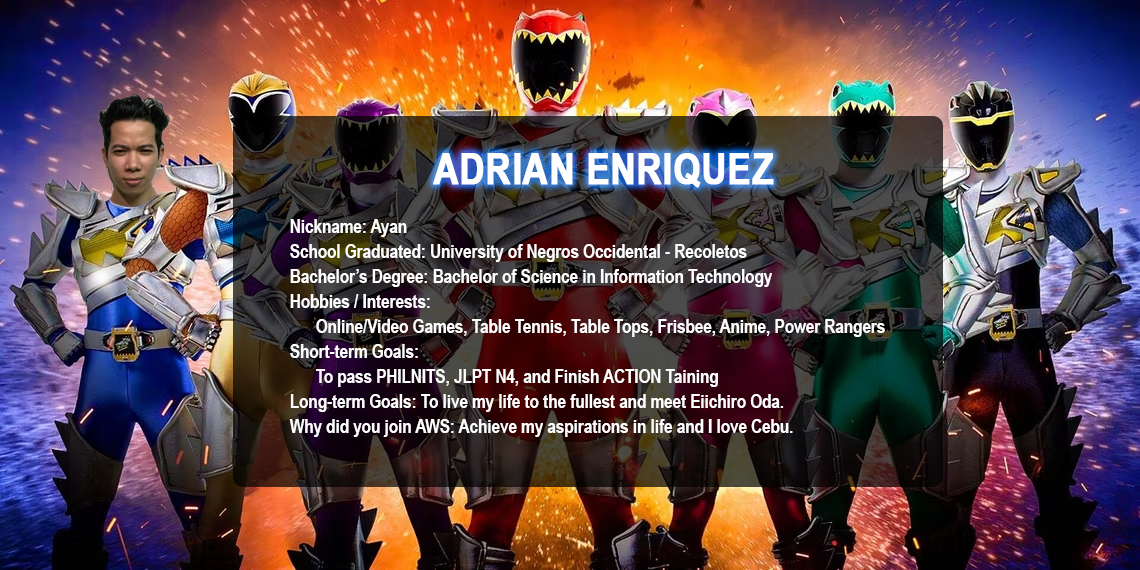 ADRIAN ENRIQUEZ
Nickname: Ayan
School Graduated: University of Negros Occidental - Recoletos
Bachelor’s Degree: Bachelor of Science in Information Technology
Hobbies / Interests:
Online/Video Games, Table Tennis, Table Tops, Frisbee, Anime, Power Rangers
Short-term Goals:
To pass PHILNITS, JLPT N4, and Finish ACTION Taining
Long-term Goals: To live my life to the fullest and meet Eiichiro Oda.
Why did you join AWS: Achieve my aspirations in life and I love Cebu.